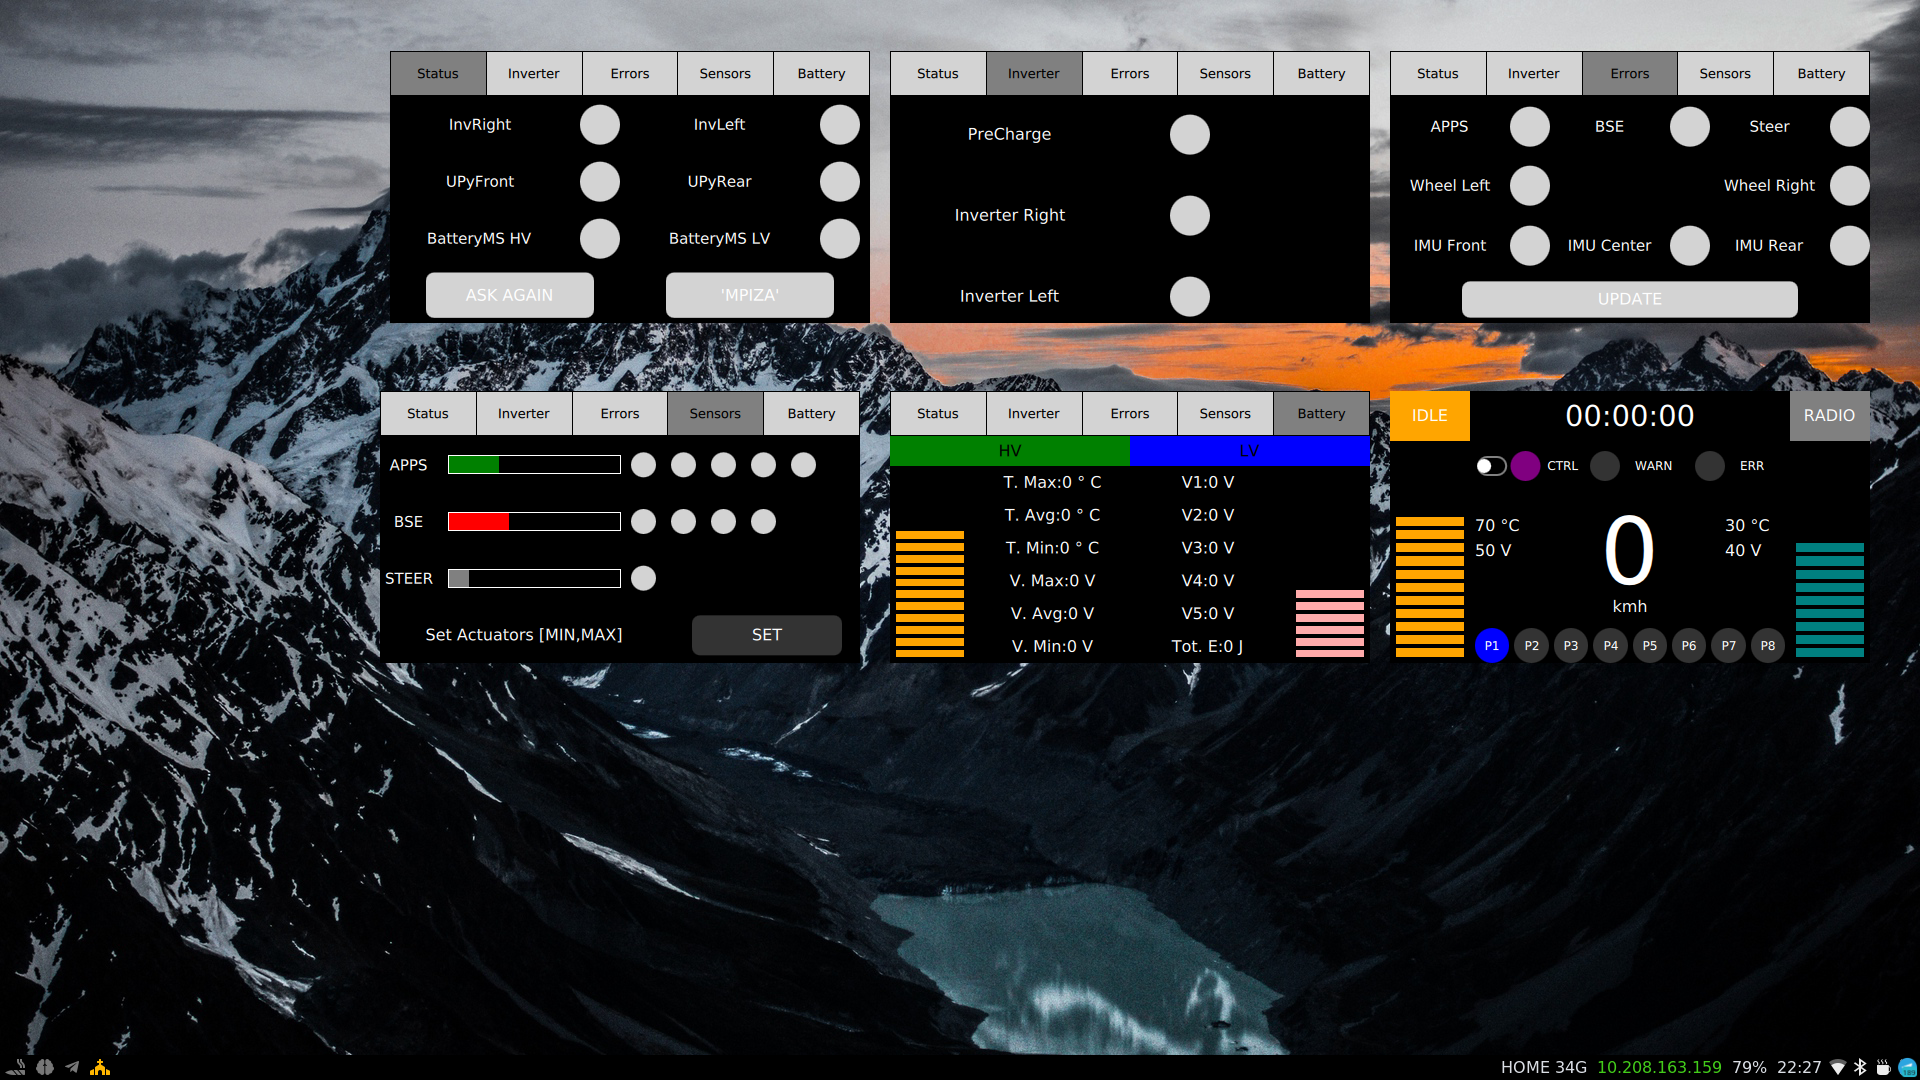 Status Inverter Errors Sensors Battery
InvRight InvLeft
UPyFront UPyRear
BatteryMS HV BatteryMS LV
ASK AGAIN 'MPIZA'
Status Inverter Errors Sensors Battery
PreCharge
Inverter Right
Inverter Left
Status Inverter Errors Sensors Battery
APPS BSE Steer
Wheel Left Wheel Right
IMU Front IMU Center IMU Rear
UPDATE
Status Inverter Errors Sensors Battery
APPS
BSE
STEER
Set Actuators [MIN,MAX] SET
Status Inverter Errors Sensors Battery
HV LV
T. Max:0 ° C V1:0 V
T. Avg:0 ° C V2:0 V
T. Min:0 ° C V3:0 V
V. Max:0 V V4:0 V
V. Avg:0 V V5:0 V
V. Min:0 V Tot. E:0 J
IDLE 00:00:00 RADIO
CTRL WARN ERR
70 °C 0 30 °C
50 V 40 V
kmh
P1 P2 P3 P4 P5 P6 P7 P8
HOME 34G 10.208.163.159 79% 22:27